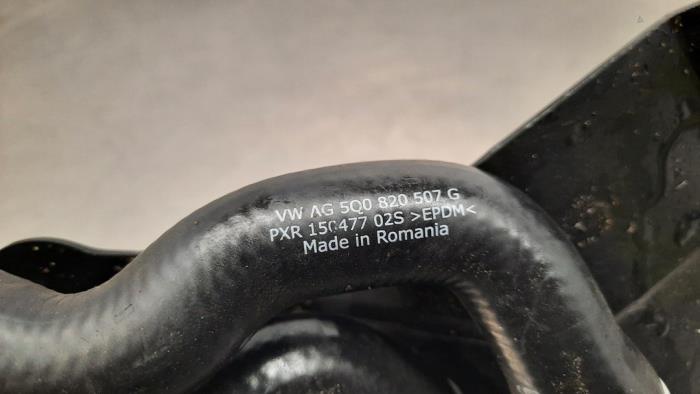 VW AG 5Q0 820 507 G
PXR 150477 02S >EPDM<
Made in Romania